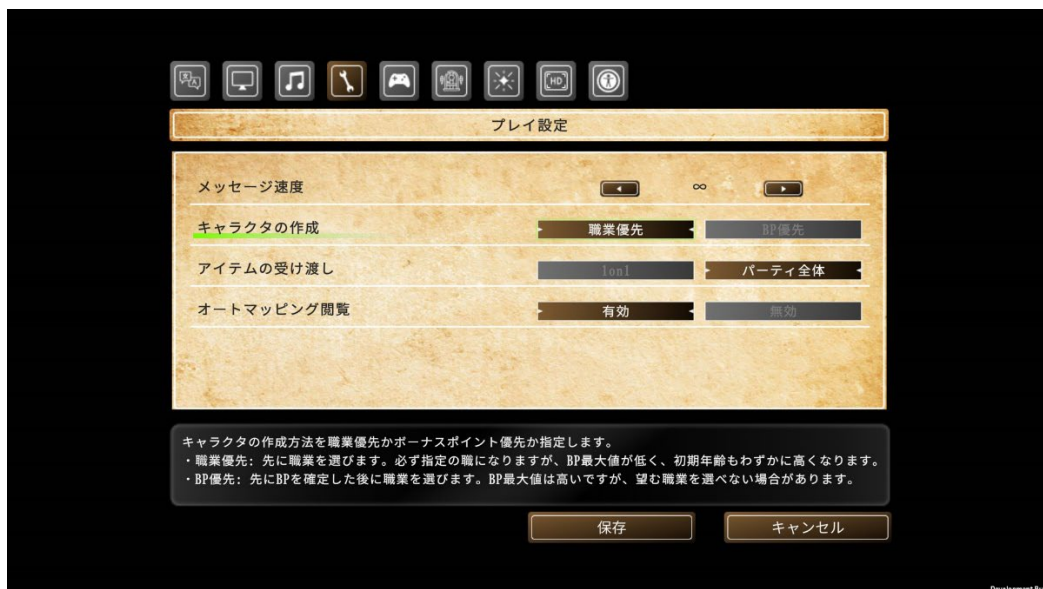 プレイ設定
メッセージ速度 ∞
キャラクタの作成 職業優先 BP優先
アイテムの受け渡し 1on1 パーティ全体
オートマッピング閲覧 有効 無効
キャラクタの作成方法を職業優先かボーナスポイント優先か指定します。
・職業優先: 先に職業を選びます。必ず指定の職になりますが、BP最大値が低く、初期年齢もわずかに高くなります。
・BP優先: 先にBPを確定した後に職業を選びます。BP最大値は高いですが、望む職業を選べない場合があります。
保存 キャンセル